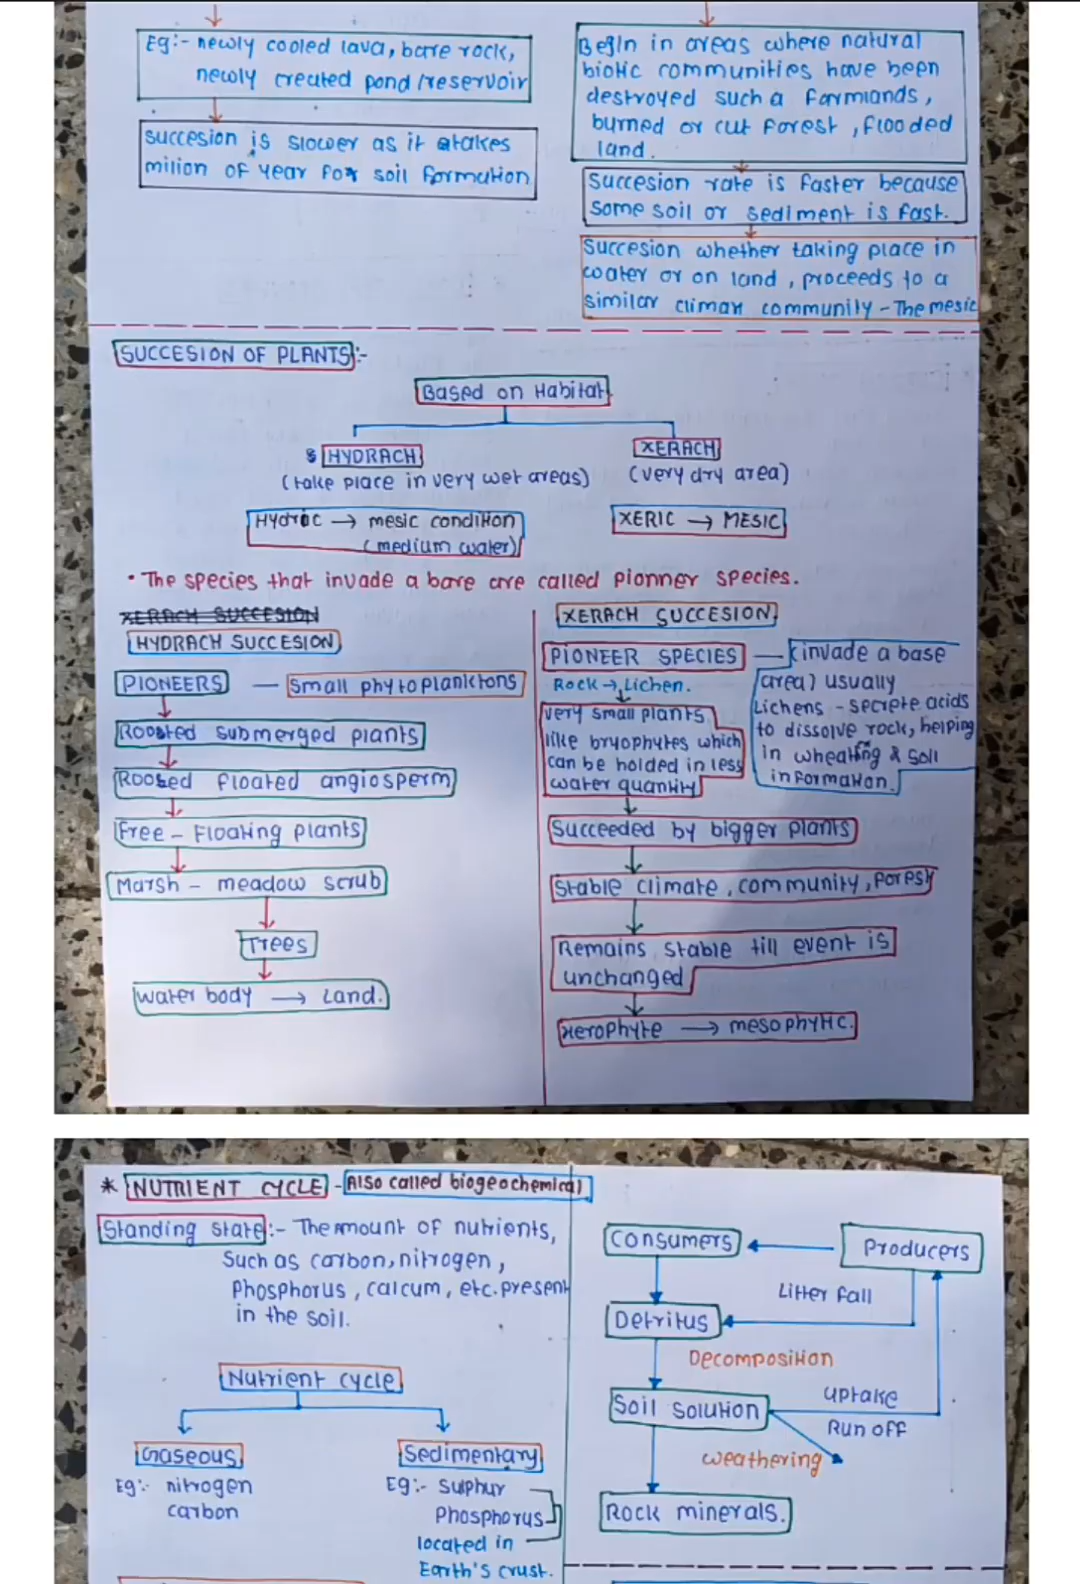 Eg:- newly cooled lava, bare rock,
newly created pond/reservoir
succesion is slower as it takes
milion of year for soil formation
Begin in areas where natural
biotic communities have been
destroyed such a farmlands,
burned or cut forest, flooded
land.
Succesion rate is faster because
some soil or sediment is fast.
Succesion whether taking place in
water or on land, proceeds to a
similar climax community - The mesic
SUCCESION OF PLANTS:-
Based on Habitat
HYDRACH
(take place in very wet areas)
XERACH
(very dry area)
Hydric → mesic condition
(medium water)
XERIC → MESIC
• The species that invade a bare are called pionner species.
XERACH SUCCESION
HYDRACH SUCCESION
PIONEERS — Small phytoplanktons
Rooted submerged plants
Rooted floated angiosperm
Free - Floating plants
Marsh - meadow scrub
Trees
water body → Land.
XERACH SUCCESION
PIONEER SPECIES — (invade a base
area) usually
Lichens - secrete acids
to dissolve rock, helping
in wheating & soil
information.
Rock → Lichen.
very small plants
like bryophytes which
can be holded in less
water quantity
Succeeded by bigger plants
Stable climate, community, forest
Remains stable till event is
unchanged
xerophyte → mesophytic.
* NUTRIENT CYCLE - Also called biogeochemical
Standing state:- The amount of nutrients,
Such as carbon, nitrogen,
Phosphorus, calcum, etc. present
in the soil.
Nutrient cycle
Gaseous
Eg:- nitrogen
carbon
Sedimentary
Eg:- sulphur
Phosphorus
located in
Earth's crust.
Consumers
Producers
Litter fall
Detritus
Decomposition
Soil solution
uptake
Run off
weathering
Rock minerals.